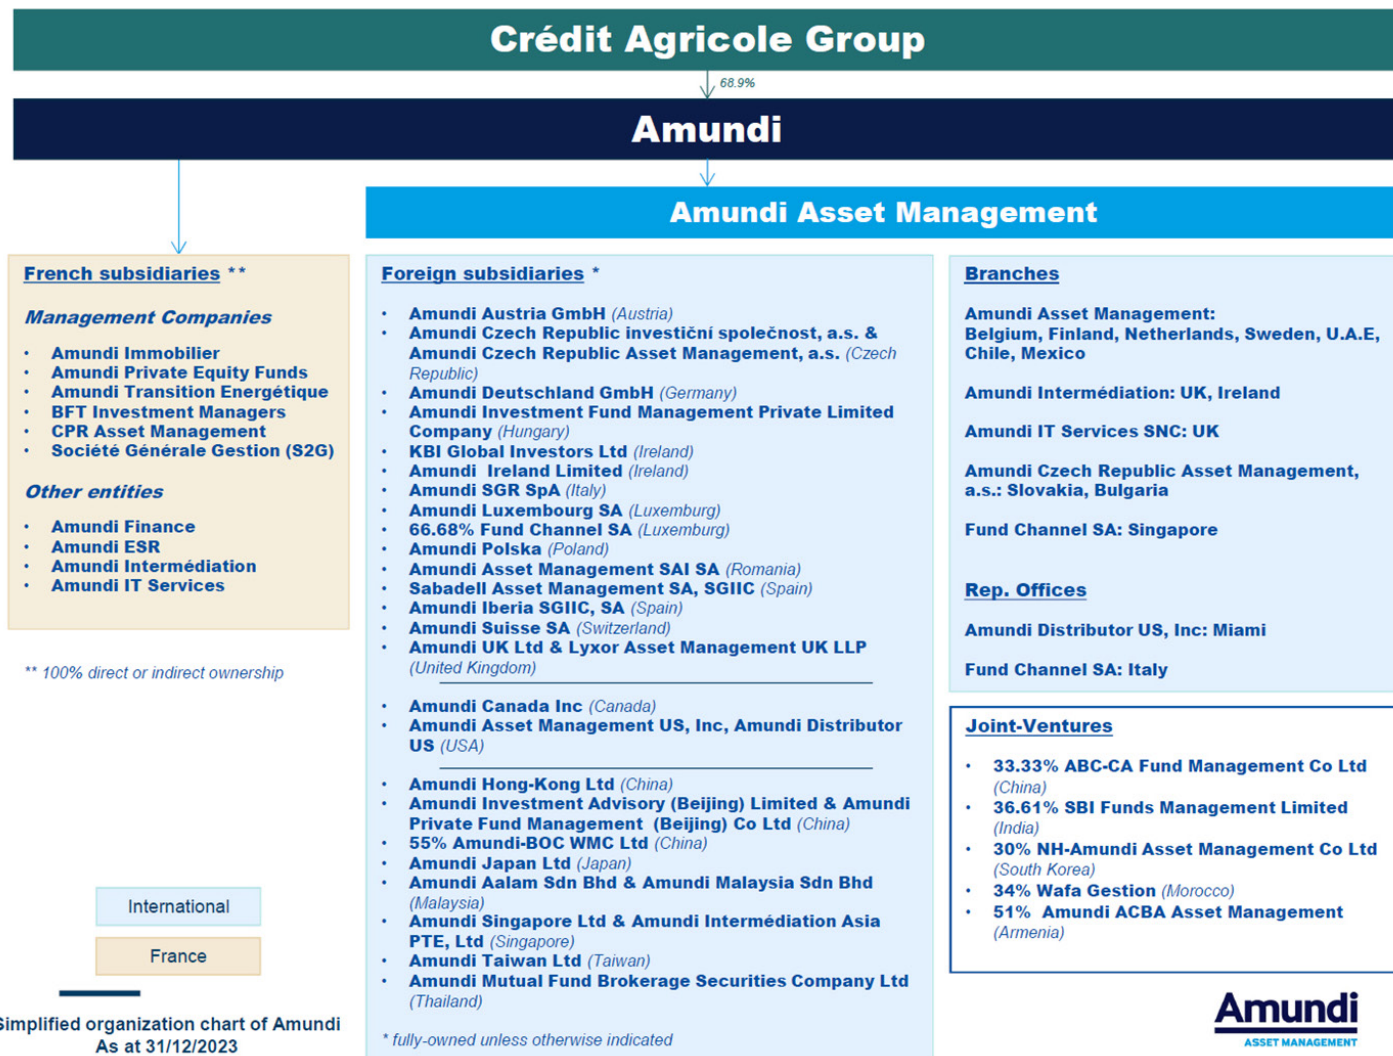 Crédit Agricole Group
68.9%
Amundi
Amundi Asset Management
French subsidiaries **
Management Companies
• Amundi Immobilier
• Amundi Private Equity Funds
• Amundi Transition Energétique
• BFT Investment Managers
• CPR Asset Management
• Société Générale Gestion (S2G)
Other entities
• Amundi Finance
• Amundi ESR
• Amundi Intermédiation
• Amundi IT Services
** 100% direct or indirect ownership
International
France
Simplified organization chart of Amundi
As at 31/12/2023
Foreign subsidiaries *
• Amundi Austria GmbH (Austria)
• Amundi Czech Republic investiční společnost, a.s. &
Amundi Czech Republic Asset Management, a.s. (Czech
Republic)
• Amundi Deutschland GmbH (Germany)
• Amundi Investment Fund Management Private Limited
Company (Hungary)
• KBI Global Investors Ltd (Ireland)
• Amundi Ireland Limited (Ireland)
• Amundi SGR SpA (Italy)
• Amundi Luxembourg SA (Luxemburg)
• 66.68% Fund Channel SA (Luxemburg)
• Amundi Polska (Poland)
• Amundi Asset Management SAI SA (Romania)
• Sabadell Asset Management SA, SGIIC (Spain)
• Amundi Iberia SGIIC, SA (Spain)
• Amundi Suisse SA (Switzerland)
• Amundi UK Ltd & Lyxor Asset Management UK LLP
(United Kingdom)
• Amundi Canada Inc (Canada)
• Amundi Asset Management US, Inc, Amundi Distributor
US (USA)
• Amundi Hong-Kong Ltd (China)
• Amundi Investment Advisory (Beijing) Limited & Amundi
Private Fund Management (Beijing) Co Ltd (China)
• 55% Amundi-BOC WMC Ltd (China)
• Amundi Japan Ltd (Japan)
• Amundi Aalam Sdn Bhd & Amundi Malaysia Sdn Bhd
(Malaysia)
• Amundi Singapore Ltd & Amundi Intermédiation Asia
PTE, Ltd (Singapore)
• Amundi Taiwan Ltd (Taiwan)
• Amundi Mutual Fund Brokerage Securities Company Ltd
(Thailand)
* fully-owned unless otherwise indicated
Branches
Amundi Asset Management:
Belgium, Finland, Netherlands, Sweden, U.A.E,
Chile, Mexico
Amundi Intermédiation: UK, Ireland
Amundi IT Services SNC: UK
Amundi Czech Republic Asset Management,
a.s.: Slovakia, Bulgaria
Fund Channel SA: Singapore
Rep. Offices
Amundi Distributor US, Inc: Miami
Fund Channel SA: Italy
Joint-Ventures
• 33.33% ABC-CA Fund Management Co Ltd
(China)
• 36.61% SBI Funds Management Limited
(India)
• 30% NH-Amundi Asset Management Co Ltd
(South Korea)
• 34% Wafa Gestion (Morocco)
• 51% Amundi ACBA Asset Management
(Armenia)
Amundi
ASSET MANAGEMENT